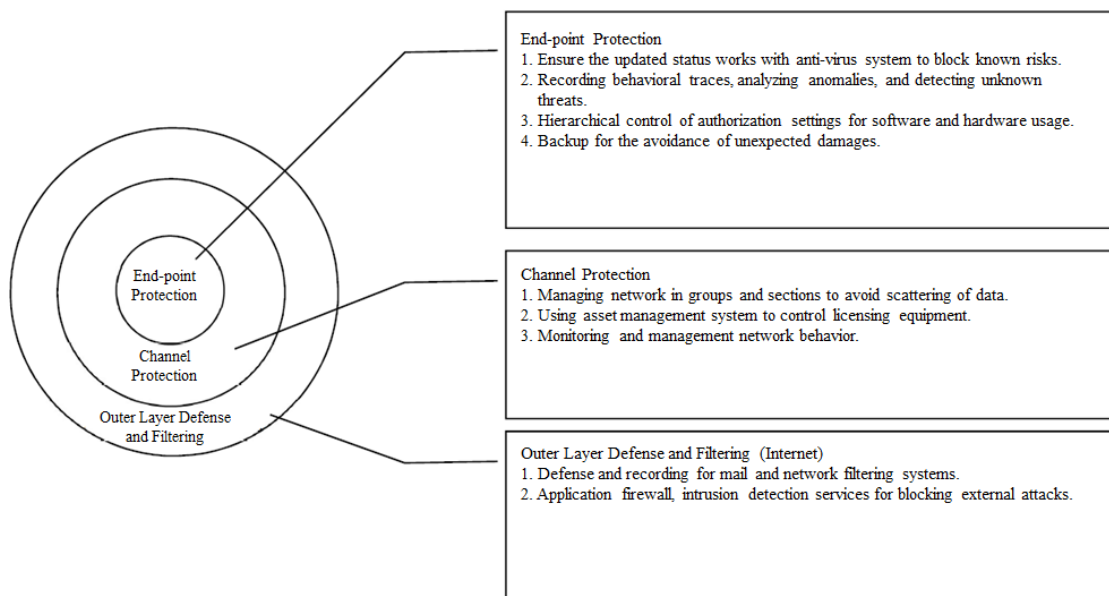 End-point Protection
1. Ensure the updated status works with anti-virus system to block known risks.
2. Recording behavioral traces, analyzing anomalies, and detecting unknown
threats.
3. Hierarchical control of authorization settings for software and hardware usage.
4. Backup for the avoidance of unexpected damages.
End-point
Protection
Channel
Protection
Outer Layer Defense
and Filtering
Channel Protection
1. Managing network in groups and sections to avoid scattering of data.
2. Using asset management system to control licensing equipment.
3. Monitoring and management network behavior.
Outer Layer Defense and Filtering (Internet)
1. Defense and recording for mail and network filtering systems.
2. Application firewall, intrusion detection services for blocking external attacks.